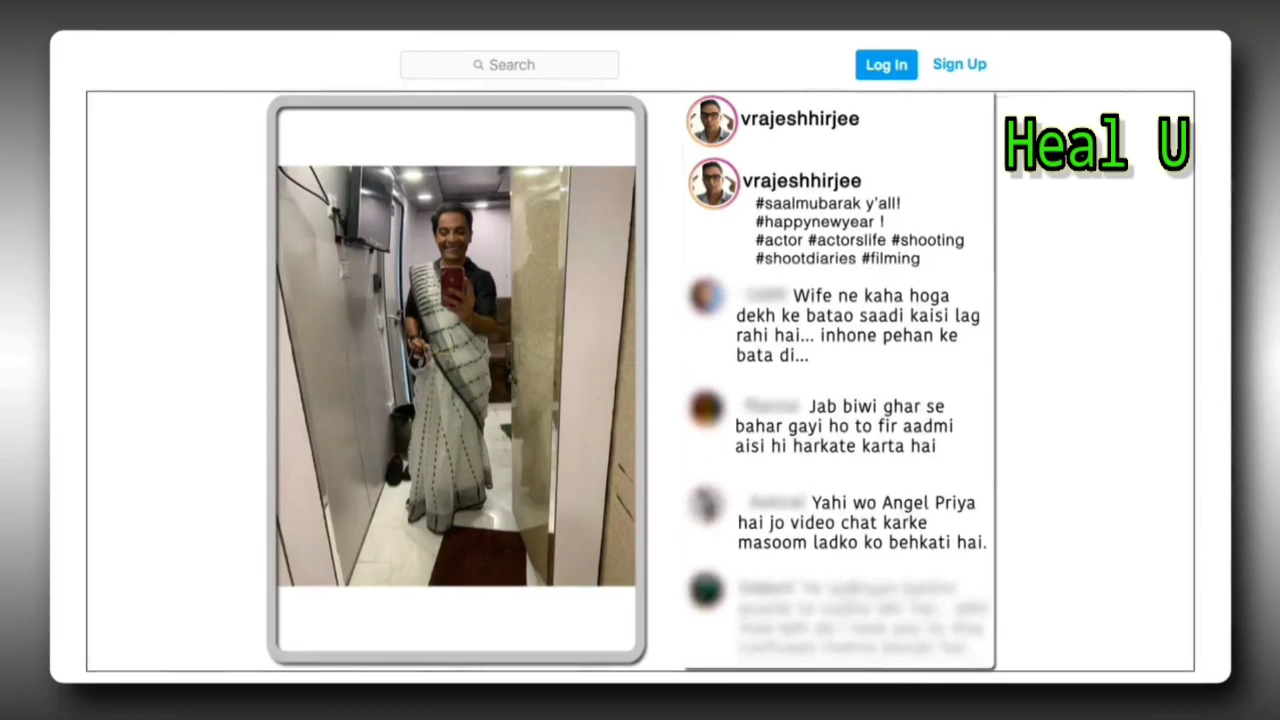 Search
Log In
Sign Up
Heal U
vrajeshhirjee
vrajeshhirjee
#saalmubarak y'all!
#happynewyear !
#actor #actorslife #shooting
#shootdiaries #filming
Wife ne kaha hoga
dekh ke batao saadi kaisi lag
rahi hai... inhone pehan ke
bata di...
Jab biwi ghar se
bahar gayi ho to fir aadmi
aisi hi harkate karta hai
Yahi wo Angel Priya
hai jo video chat karke
masoom ladko ko behkati hai.